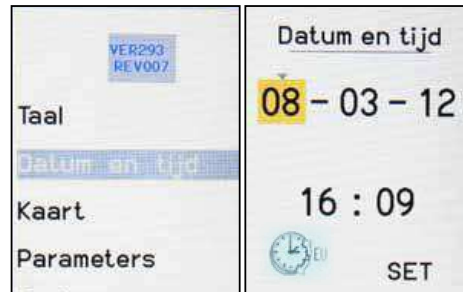 VER293
REV007
Taal
Datum en tijd
Kaart
Parameters
Datum en tijd
08 - 03 - 12
16 : 09
EU
SET